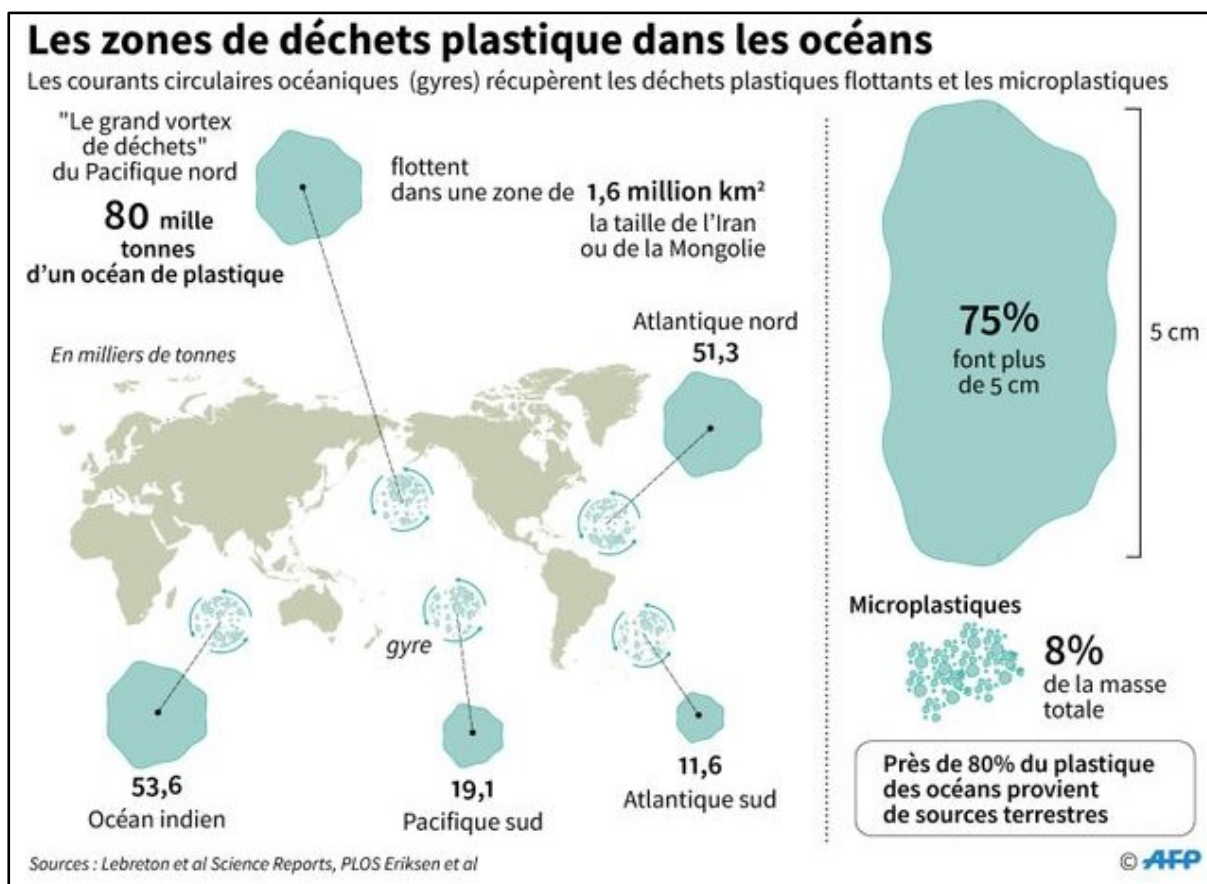 Les zones de déchets plastique dans les océans
Les courants circulaires océaniques (gyres) récupèrent les déchets plastiques flottants et les microplastiques
"Le grand vortex
de déchets"
du Pacifique nord
80 mille
tonnes
d'un océan de plastique
flottent
dans une zone de 1,6 million km²
la taille de l'Iran
ou de la Mongolie
En milliers de tonnes
Atlantique nord
51,3
gyre
53,6
Océan indien
19,1
Pacifique sud
11,6
Atlantique sud
75%
font plus
de 5 cm
5 cm
Microplastiques
8%
de la masse
totale
Près de 80% du plastique
des océans provient
de sources terrestres
Sources : Lebreton et al Science Reports, PLOS Eriksen et al
© AFP